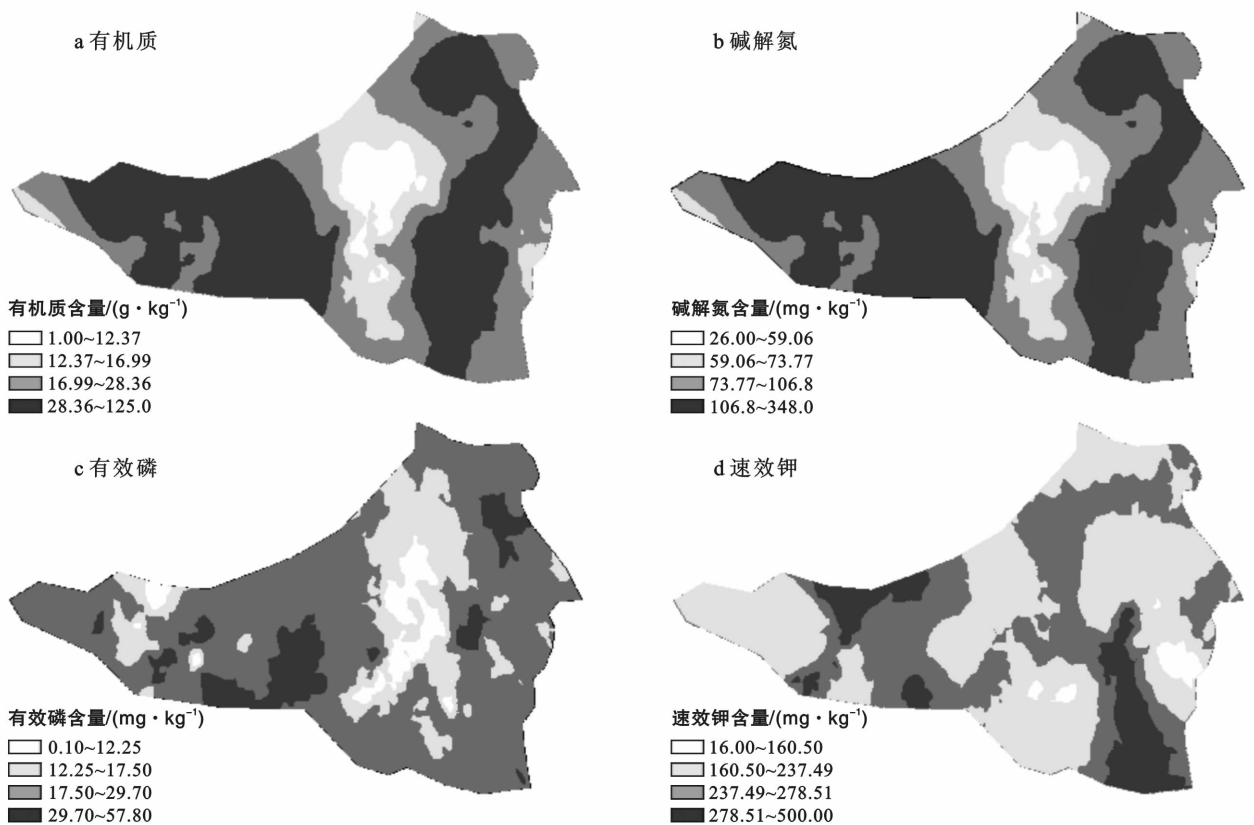 a 有机质
有机质含量/(g·kg⁻¹)
1.00~12.37
12.37~16.99
16.99~28.36
28.36~125.0
b 碱解氮
碱解氮含量/(mg·kg⁻¹)
26.00~59.06
59.06~73.77
73.77~106.8
106.8~348.0
c 有效磷
有效磷含量/(mg·kg⁻¹)
0.10~12.25
12.25~17.50
17.50~29.70
29.70~57.80
d 速效钾
速效钾含量/(mg·kg⁻¹)
16.00~160.50
160.50~237.49
237.49~278.51
278.51~500.00